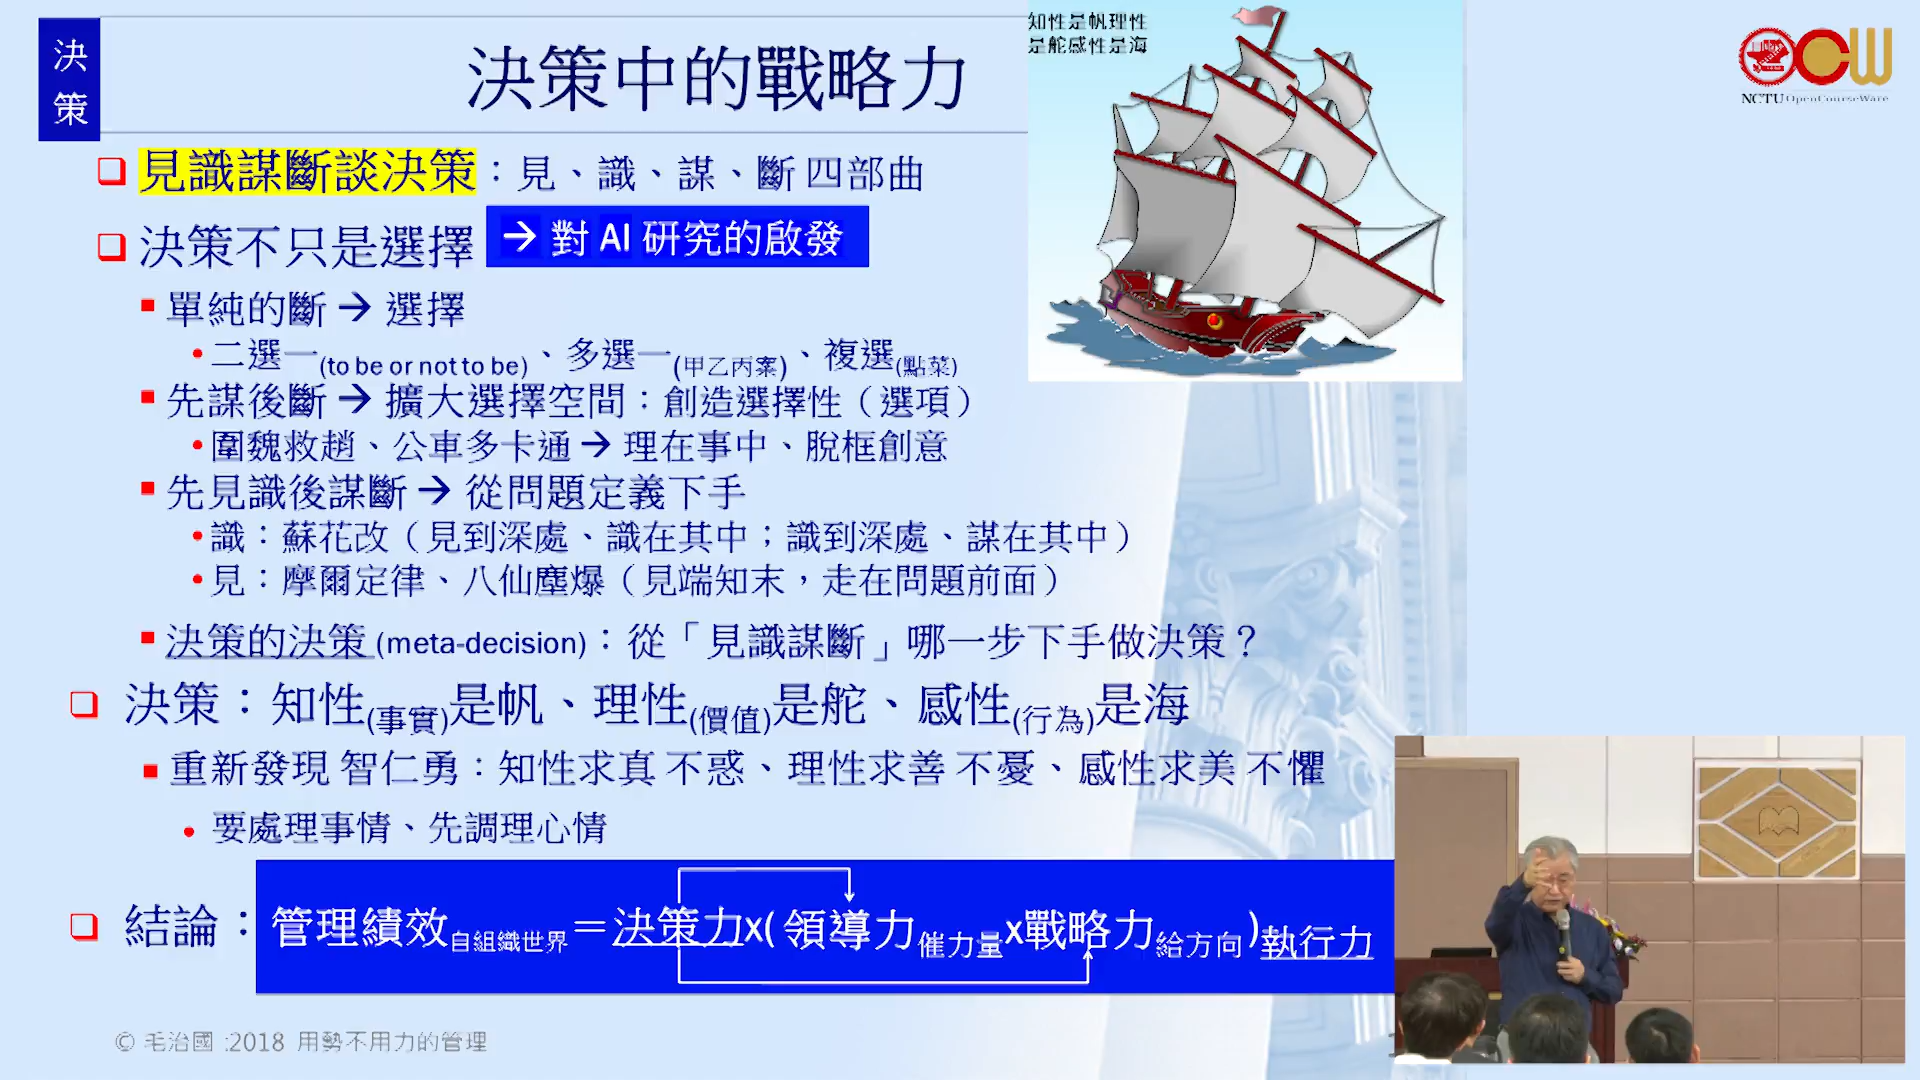 決策
決策中的戰略力
知性是帆理性
是舵感性是海
NCTU OpenCourseWare
見識謀斷談決策：見、識、謀、斷 四部曲
決策不只是選擇 → 對 AI 研究的啟發
單純的斷 → 選擇
二選一(to be or not to be)、多選一(甲乙丙案)、複選(點菜)
先謀後斷 → 擴大選擇空間：創造選擇性（選項）
圍魏救趙、公車多卡通 → 理在事中、脫框創意
先見識後謀斷 → 從問題定義下手
識：蘇花改（見到深處、識在其中；識到深處、謀在其中）
見：摩爾定律、八仙塵爆（見端知末，走在問題前面）
決策的決策 (meta-decision)：從「見識謀斷」哪一步下手做決策？
決策：知性(事實)是帆、理性(價值)是舵、感性(行為)是海
重新發現 智仁勇：知性求真 不惑、理性求善 不憂、感性求美 不懼
要處理事情、先調理心情
結論：管理績效自組織世界＝決策力x( 領導力催力量x戰略力給方向)執行力
© 毛治國 :2018 用勢不用力的管理